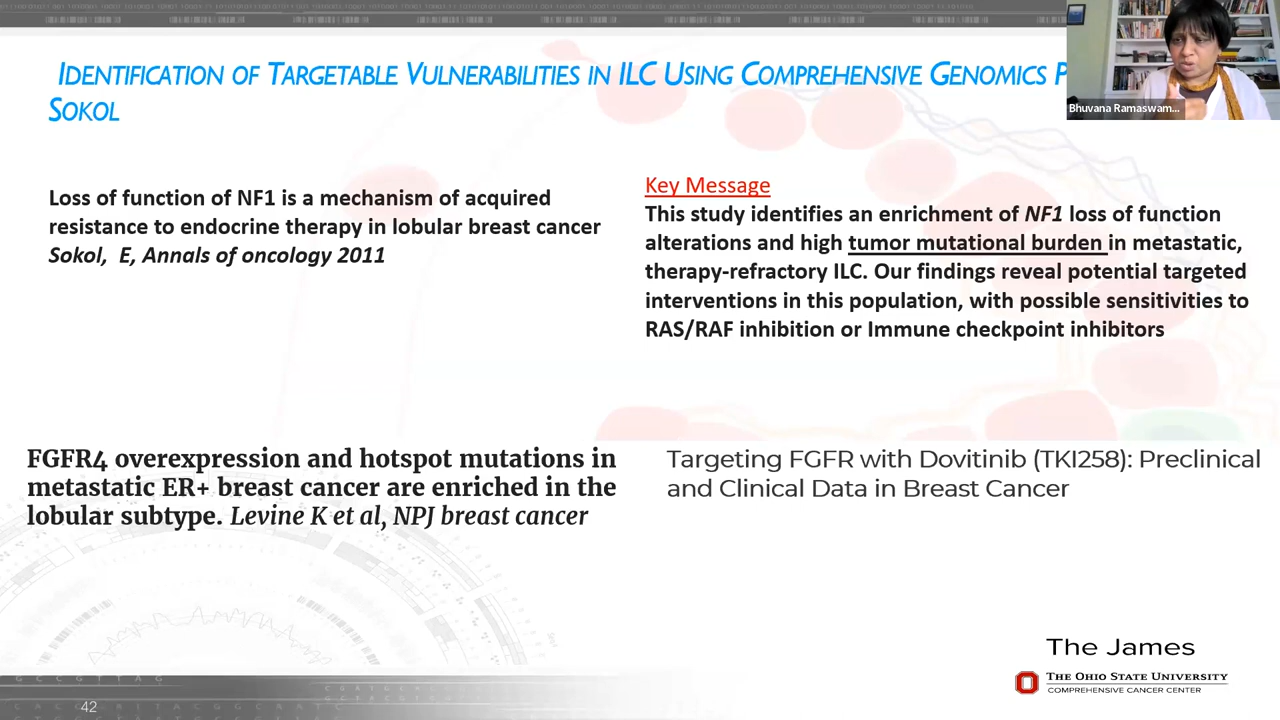 IDENTIFICATION OF TARGETABLE VULNERABILITIES IN ILC USING COMPREHENSIVE GENOMICS P
SOKOL
Bhuvana Ramaswam...
Loss of function of NF1 is a mechanism of acquired
resistance to endocrine therapy in lobular breast cancer
Sokol, E, Annals of oncology 2011
Key Message
This study identifies an enrichment of NF1 loss of function
alterations and high tumor mutational burden in metastatic,
therapy-refractory ILC. Our findings reveal potential targeted
interventions in this population, with possible sensitivities to
RAS/RAF inhibition or Immune checkpoint inhibitors
FGFR4 overexpression and hotspot mutations in
metastatic ER+ breast cancer are enriched in the
lobular subtype. Levine K et al, NPJ breast cancer
Targeting FGFR with Dovitinib (TKI258): Preclinical
and Clinical Data in Breast Cancer
The James
THE OHIO STATE UNIVERSITY
COMPREHENSIVE CANCER CENTER
42